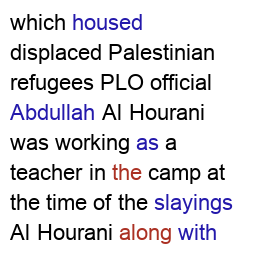 which housed
displaced Palestinian
refugees PLO official
Abdullah Al Hourani
was working as a
teacher in the camp at
the time of the slayings
Al Hourani along with